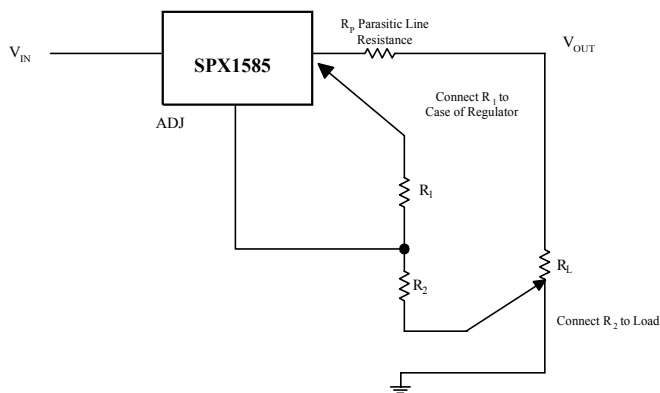 R_P Parasitic Line
Resistance
V_IN
V_OUT
SPX1585
Connect R_1 to
Case of Regulator
ADJ
R_1
R_L
R_2
Connect R_2 to Load